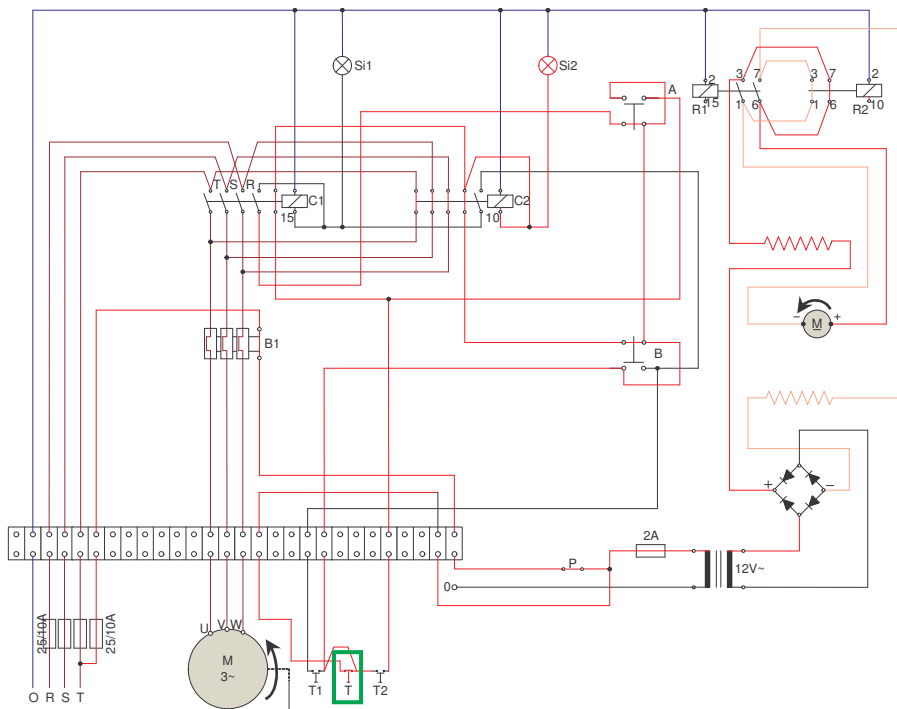 Si1
Si2
A
2
R1
15
3
7
1
6
3
7
1
6
2
R2
10
T S R
C1
15
C2
10
− M +
B1
B
+ −
2A
P
12V~
0
25/10A
25/10A
U V W
M
3~
T1
T
T2
O R S T